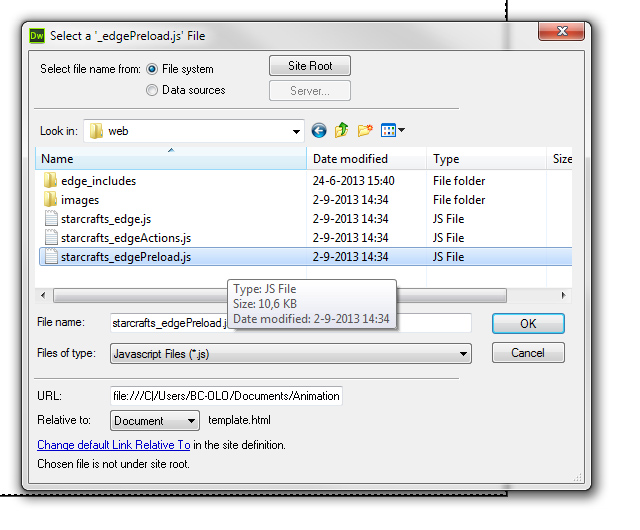 Dw Select a '_edgePreload.js' File
Select file name from: File system Site Root
Data sources Server...
Look in: web
Name Date modified Type Size
edge_includes 24-6-2013 15:40 File folder
images 2-9-2013 14:34 File folder
starcrafts_edge.js 2-9-2013 14:34 JS File
starcrafts_edgeActions.js 2-9-2013 14:34 JS File
starcrafts_edgePreload.js 2-9-2013 14:34 JS File
Type: JS File
Size: 10,6 KB
Date modified: 2-9-2013 14:34
File name: starcrafts_edgePreload.j OK
Files of type: Javascript Files (*.js) Cancel
URL: file:///C|/Users/BC-OLO/Documents/Animation
Relative to: Document template.html
Change default Link Relative To in the site definition.
Chosen file is not under site root.